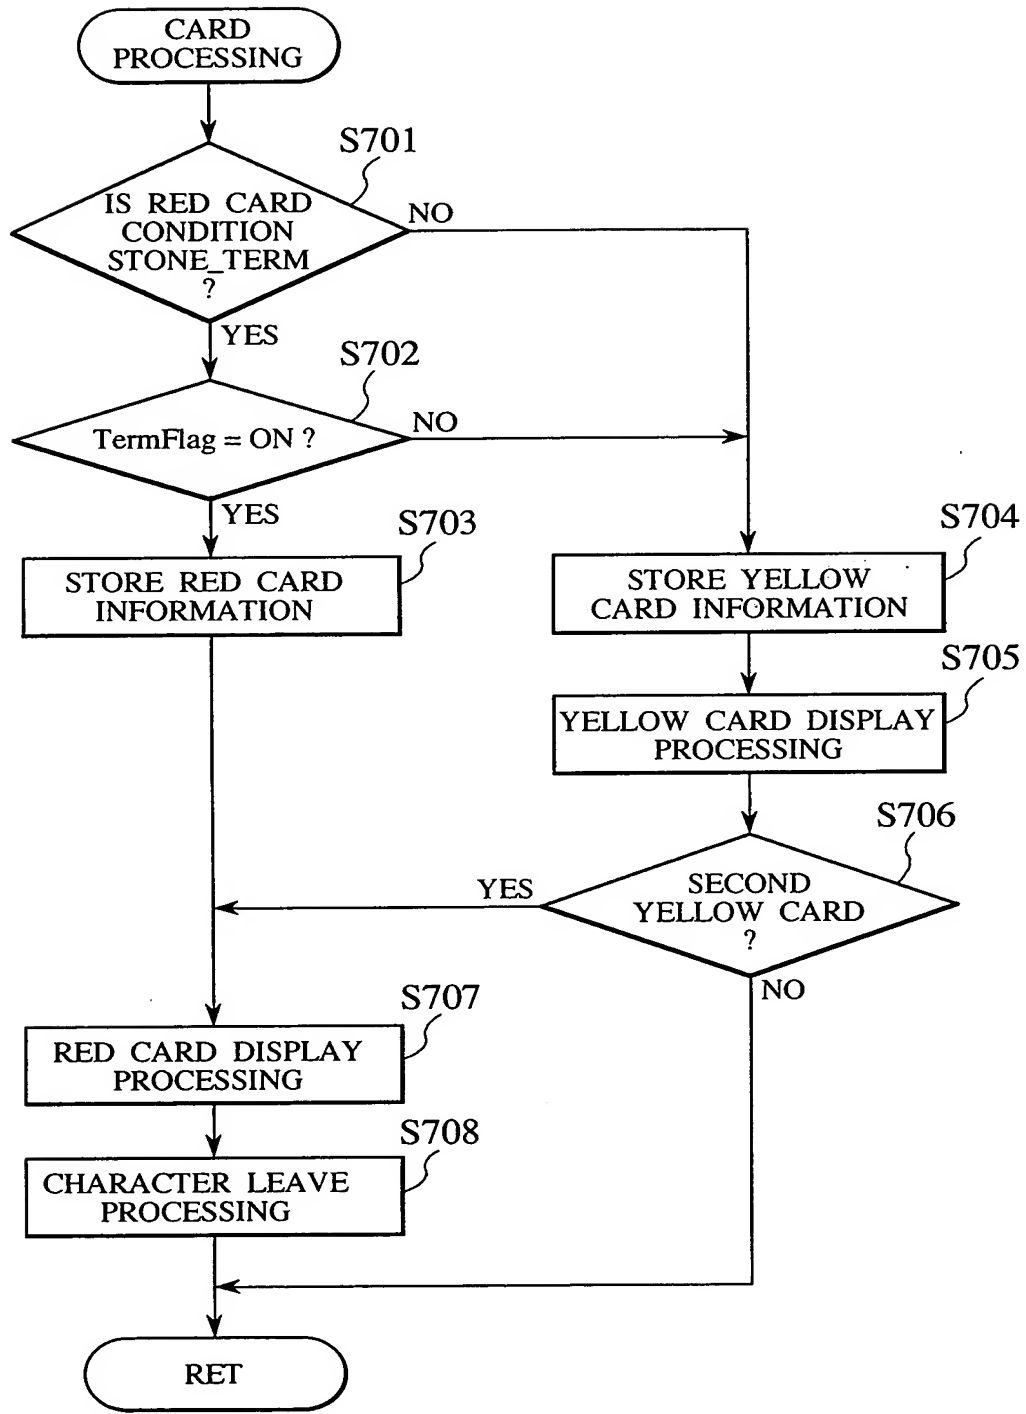 CARD
PROCESSING
S701
IS RED CARD
CONDITION
STONE_TERM
?
NO
YES
S702
TermFlag = ON ?
NO
YES
S703
STORE RED CARD
INFORMATION
S704
STORE YELLOW
CARD INFORMATION
S705
YELLOW CARD DISPLAY
PROCESSING
S706
SECOND
YELLOW CARD
?
YES
NO
S707
RED CARD DISPLAY
PROCESSING
S708
CHARACTER LEAVE
PROCESSING
RET